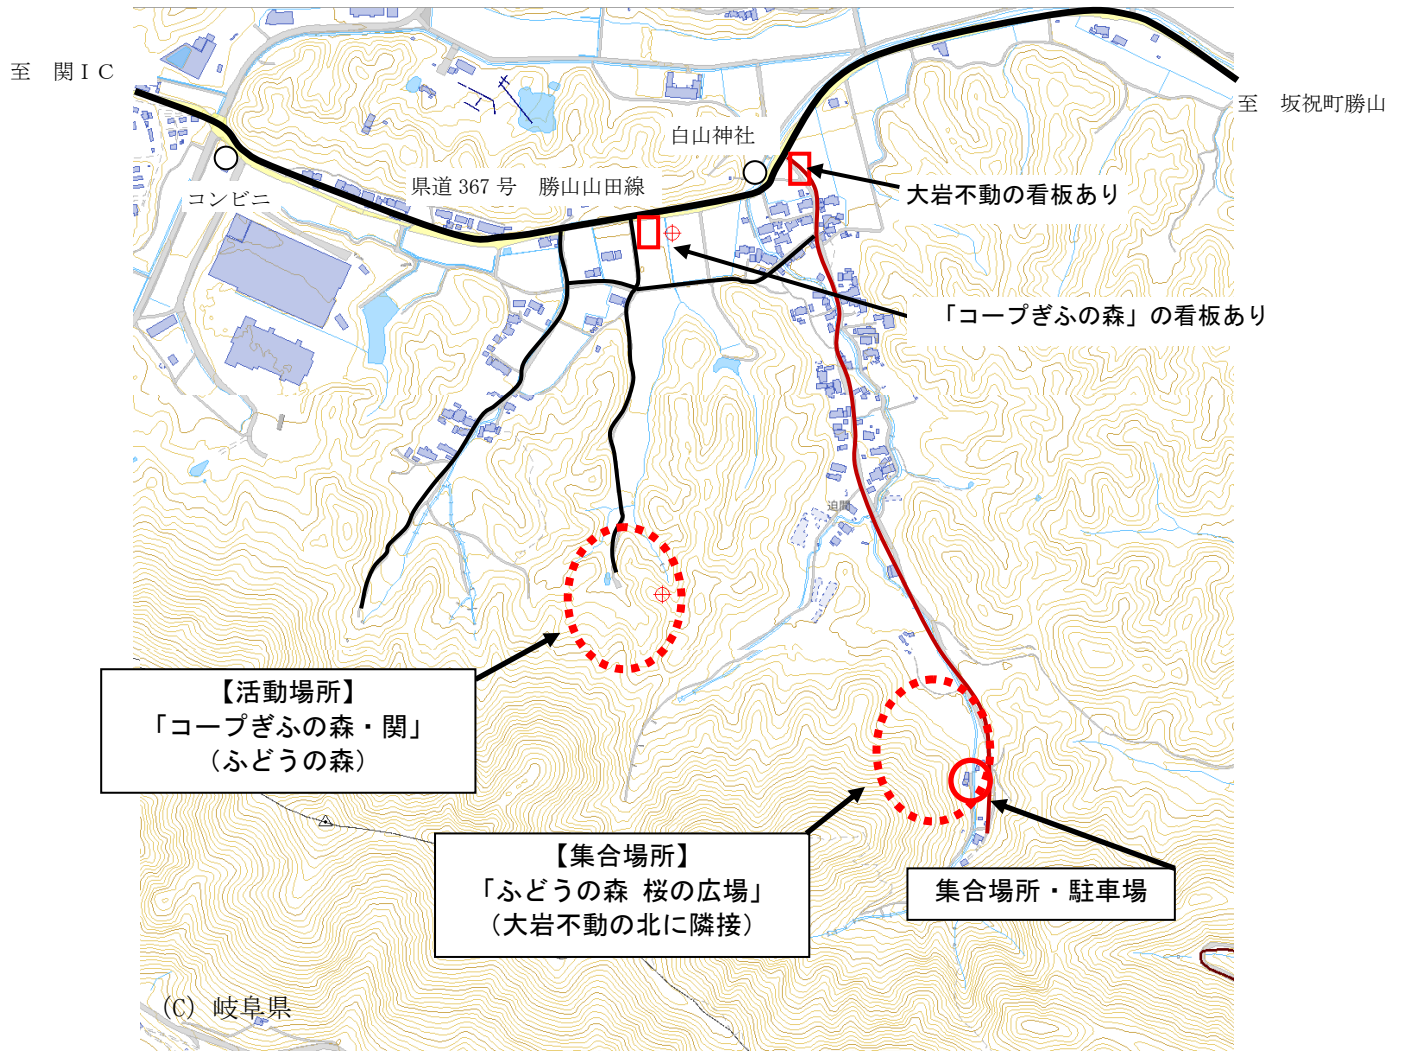 至　関ＩＣ
至　坂祝町勝山
白山神社
県道 367 号　勝山山田線
コンビニ
大岩不動の看板あり
「コープぎふの森」の看板あり
迫間
【活動場所】
「コープぎふの森・関」
（ふどうの森）
【集合場所】
「ふどうの森 桜の広場」
（大岩不動の北に隣接）
集合場所・駐車場
(C) 岐阜県